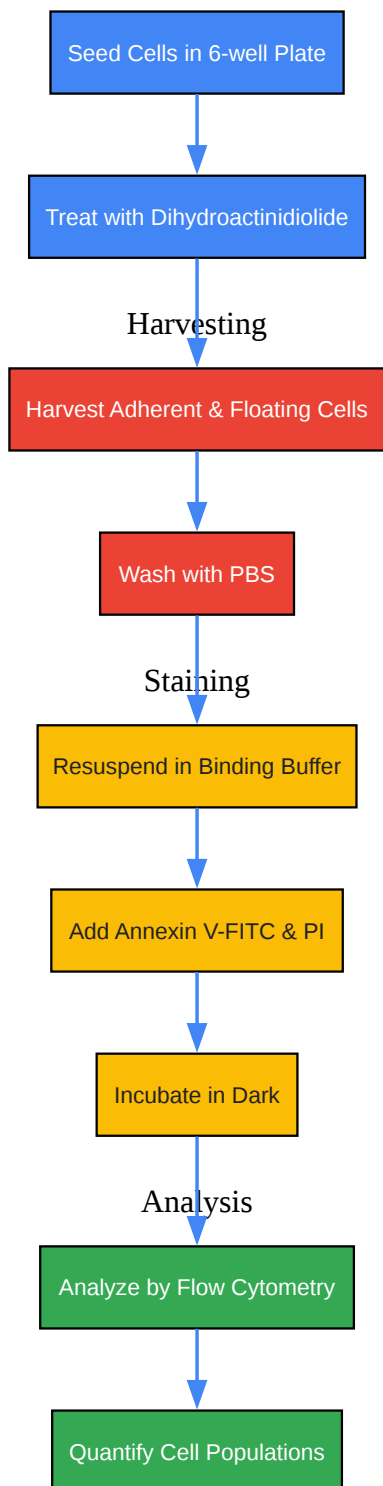 Seed Cells in 6-well Plate
Treat with Dihydroactinidiolide
Harvesting
Harvest Adherent & Floating Cells
Wash with PBS
Staining
Resuspend in Binding Buffer
Add Annexin V-FITC & PI
Incubate in Dark
Analysis
Analyze by Flow Cytometry
Quantify Cell Populations